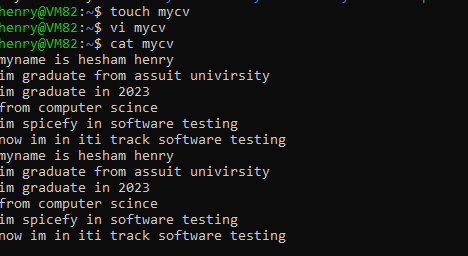 henry@VM82:~$ touch mycv
henry@VM82:~$ vi mycv
henry@VM82:~$ cat mycv
myname is hesham henry
im graduate from assuit univirsity
im graduate in 2023
from computer scince
im spicefy in software testing
now im in iti track software testing
myname is hesham henry
im graduate from assuit univirsity
im graduate in 2023
from computer scince
im spicefy in software testing
now im in iti track software testing